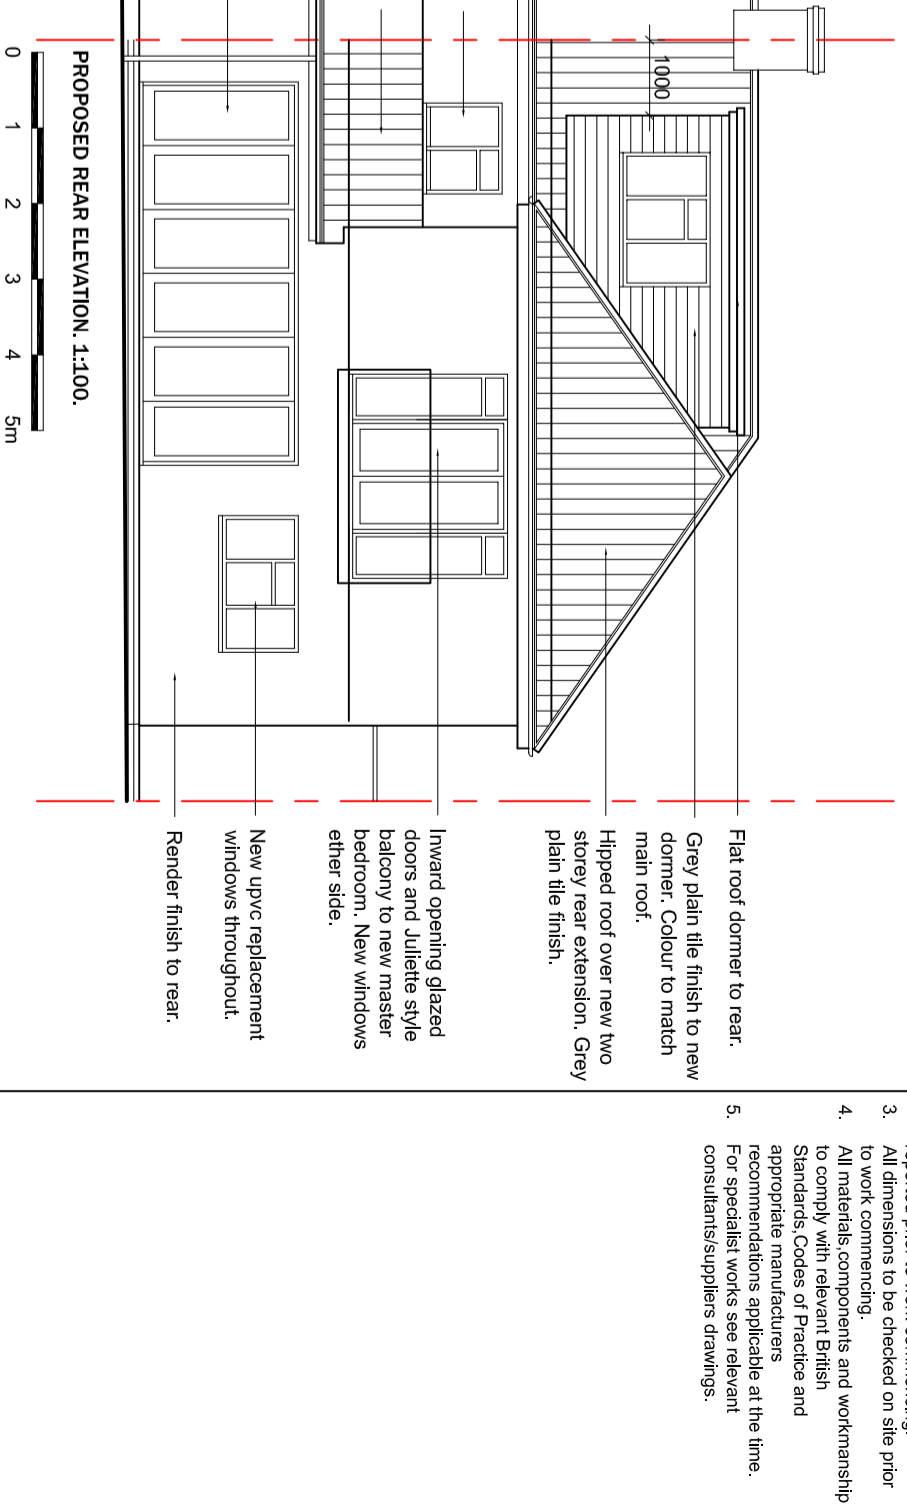 1000
Flat roof dormer to rear.
Grey plain tile finish to new
dormer. Colour to match
main roof.
Hipped roof over new two
storey rear extension. Grey
plain tile finish.
Inward opening glazed
doors and Juliette style
balcony to new master
bedroom. New windows
ether side.
New upvc replacement
windows throughout.
Render finish to rear.
PROPOSED REAR ELEVATION. 1:100.
0 1 2 3 4 5m
3. All dimensions to be checked on site prior
to work commencing.
4. All materials,components and workmanship
to comply with relevant British
Standards,Codes of Practice and
appropriate manufacturers
recommendations applicable at the time.
5. For specialist works see relevant
consultants/suppliers drawings.